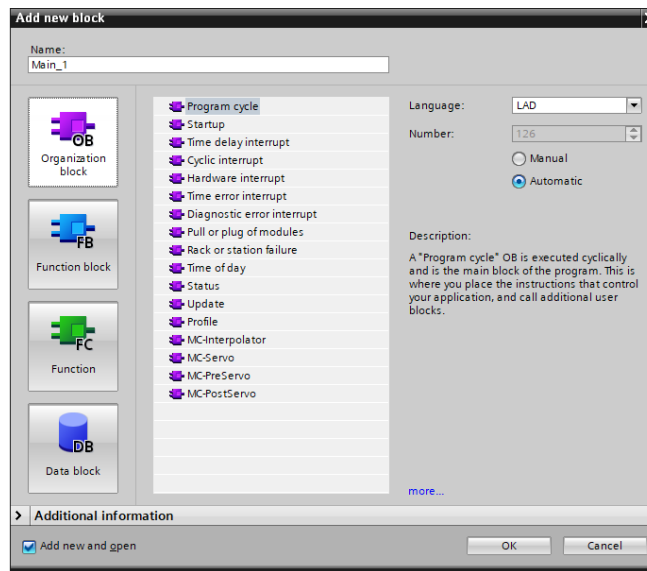 Add new block
Name:
Main_1
OB
Organization
block
FB
Function block
FC
Function
DB
Data block
Program cycle
Startup
Time delay interrupt
Cyclic interrupt
Hardware interrupt
Time error interrupt
Diagnostic error interrupt
Pull or plug of modules
Rack or station failure
Time of day
Status
Update
Profile
MC-Interpolator
MC-Servo
MC-PreServo
MC-PostServo
Language: LAD
Number: 126
Manual
Automatic
Description:
A "Program cycle" OB is executed cyclically
and is the main block of the program. This is
where you place the instructions that control
your application, and call additional user
blocks.
more...
Additional information
Add new and open
OK Cancel